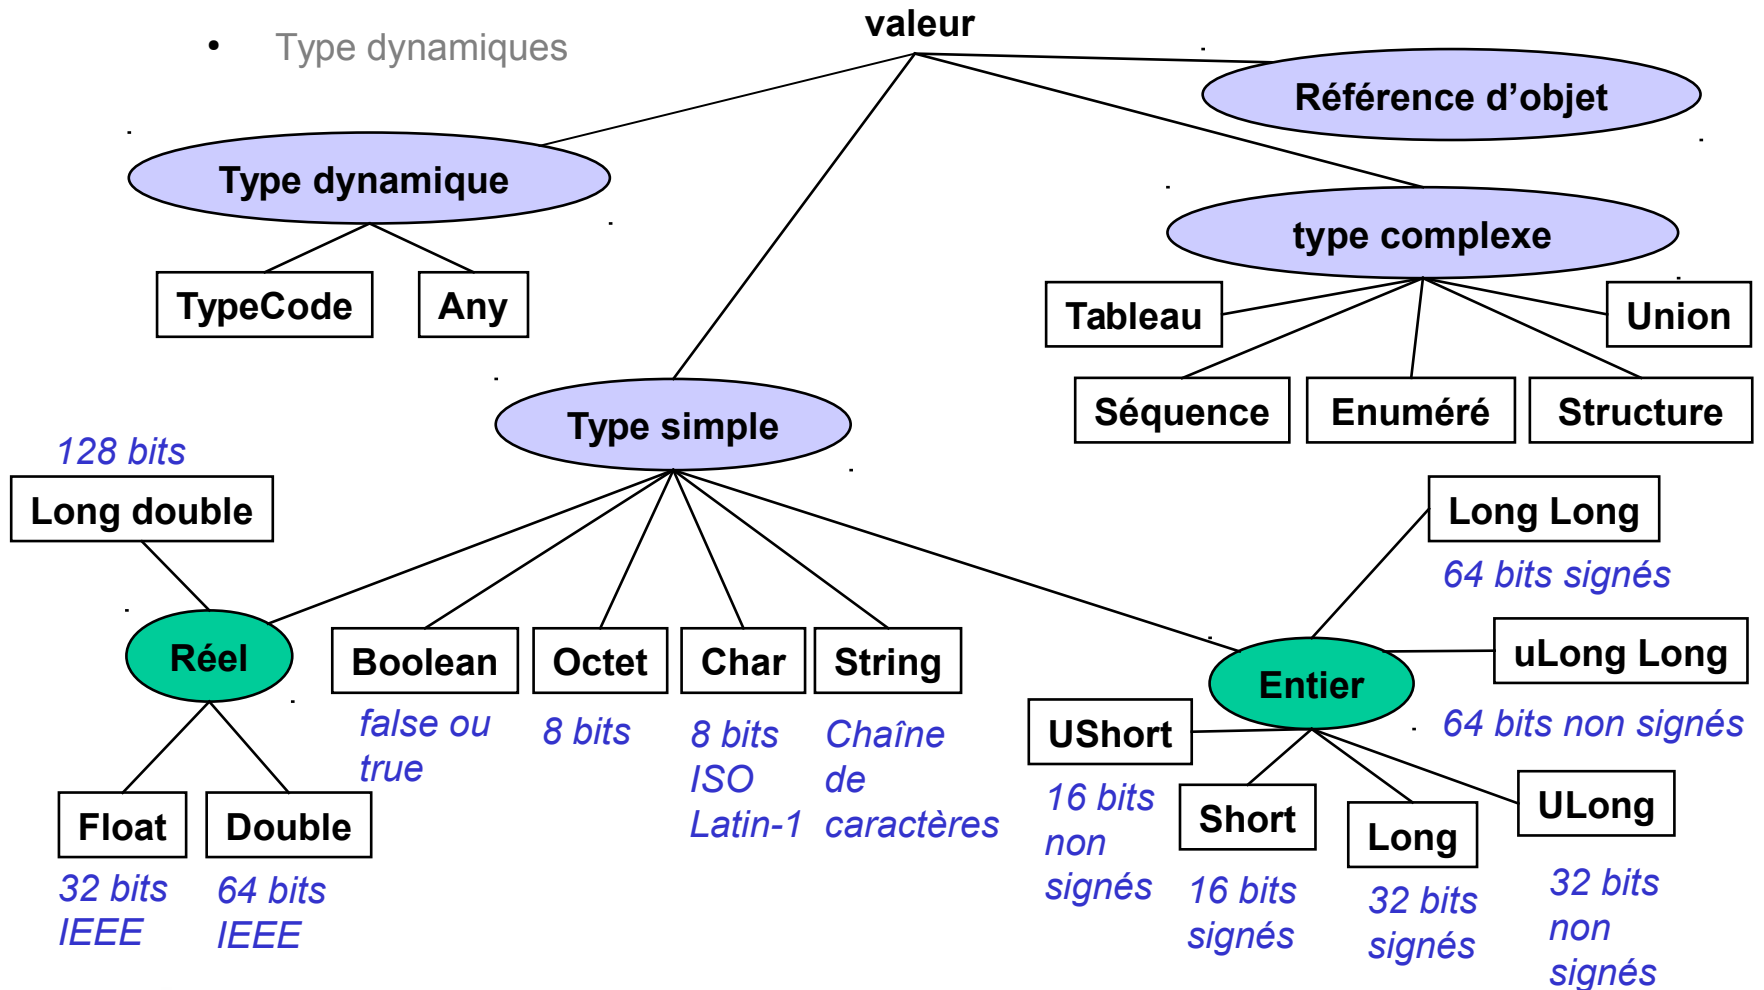 valeur
• Type dynamiques
Référence d’objet
Type dynamique
type complexe
TypeCode
Any
Tableau
Union
Séquence
Enuméré
Structure
Type simple
128 bits
Long double
Long Long
64 bits signés
Réel
Boolean
Octet
Char
String
Entier
uLong Long
64 bits non signés
false ou
true
8 bits
8 bits
ISO
Latin-1
Chaîne
de
caractères
UShort
16 bits
non
signés
Short
16 bits
signés
Long
32 bits
signés
ULong
32 bits
non
signés
Float
32 bits
IEEE
Double
64 bits
IEEE